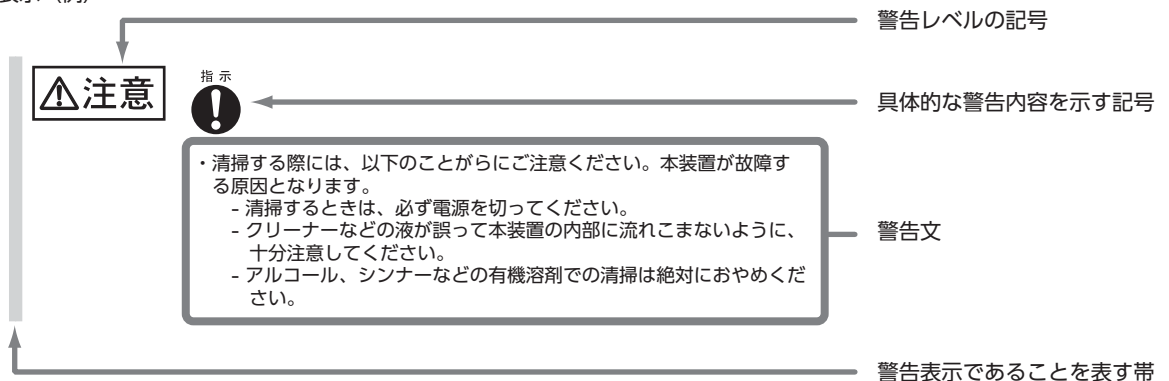 警告レベルの記号
⚠注意
指示
具体的な警告内容を示す記号
・清掃する際には、以下のことがらにご注意ください。本装置が故障す
る原因となります。
- 清掃するときは、必ず電源を切ってください。
- クリーナーなどの液が誤って本装置の内部に流れこまないように、
十分注意してください。
- アルコール、シンナーなどの有機溶剤での清掃は絶対におやめくだ
さい。
警告文
警告表示であることを表す帯